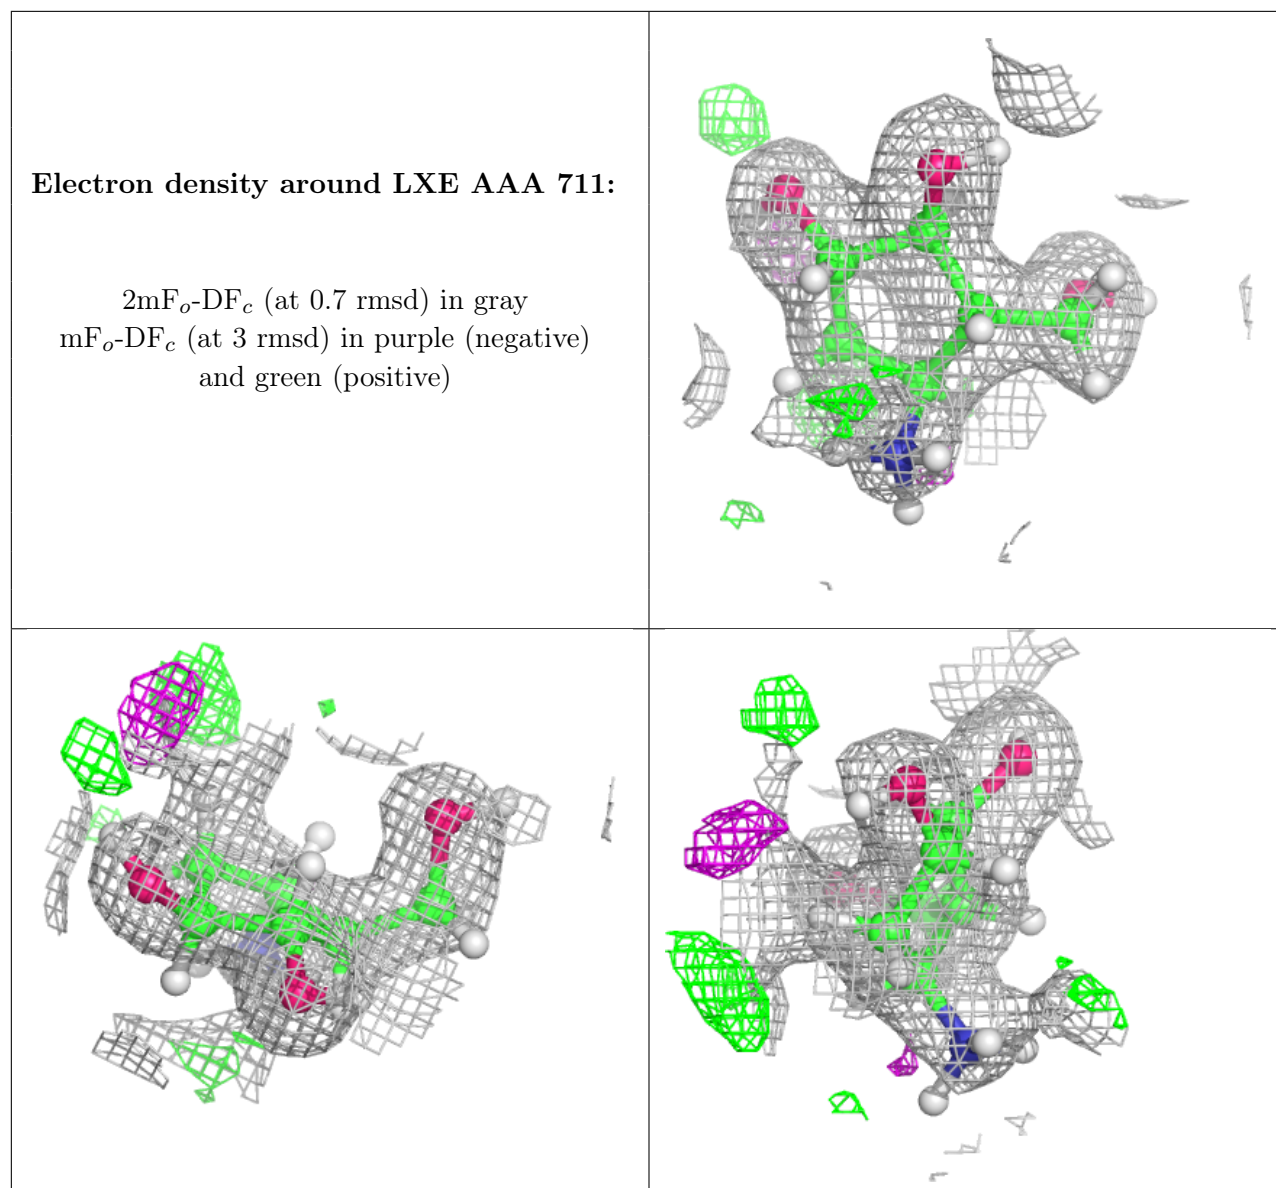 Electron density around LXE AAA 711:
2mFo-DFc (at 0.7 rmsd) in gray
mFo-DFc (at 3 rmsd) in purple (negative)
and green (positive)